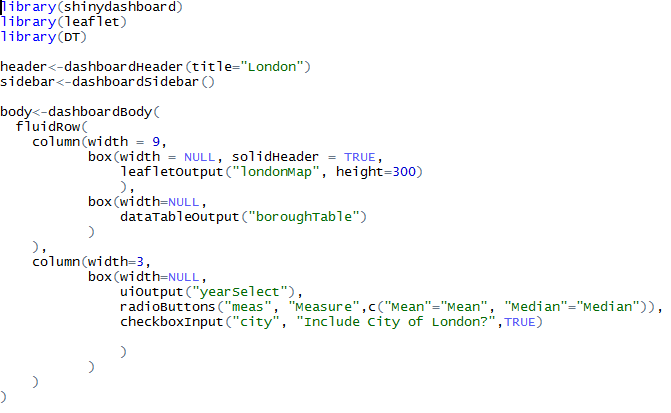 library(shinydashboard)
library(leaflet)
library(DT)

header<-dashboardHeader(title="London")
sidebar<-dashboardSidebar()

body<-dashboardBody(
  fluidRow(
    column(width = 9,
           box(width = NULL, solidHeader = TRUE,
               leafletOutput("londonMap", height=300)
               ),
           box(width=NULL,
               dataTableOutput("boroughTable")
           )
    ),
    column(width=3,
           box(width=NULL,
               uiOutput("yearSelect"),
               radioButtons("meas", "Measure",c("Mean"="Mean", "Median"="Median")),
               checkboxInput("city", "Include City of London?",TRUE)

               )
           )
    )
)